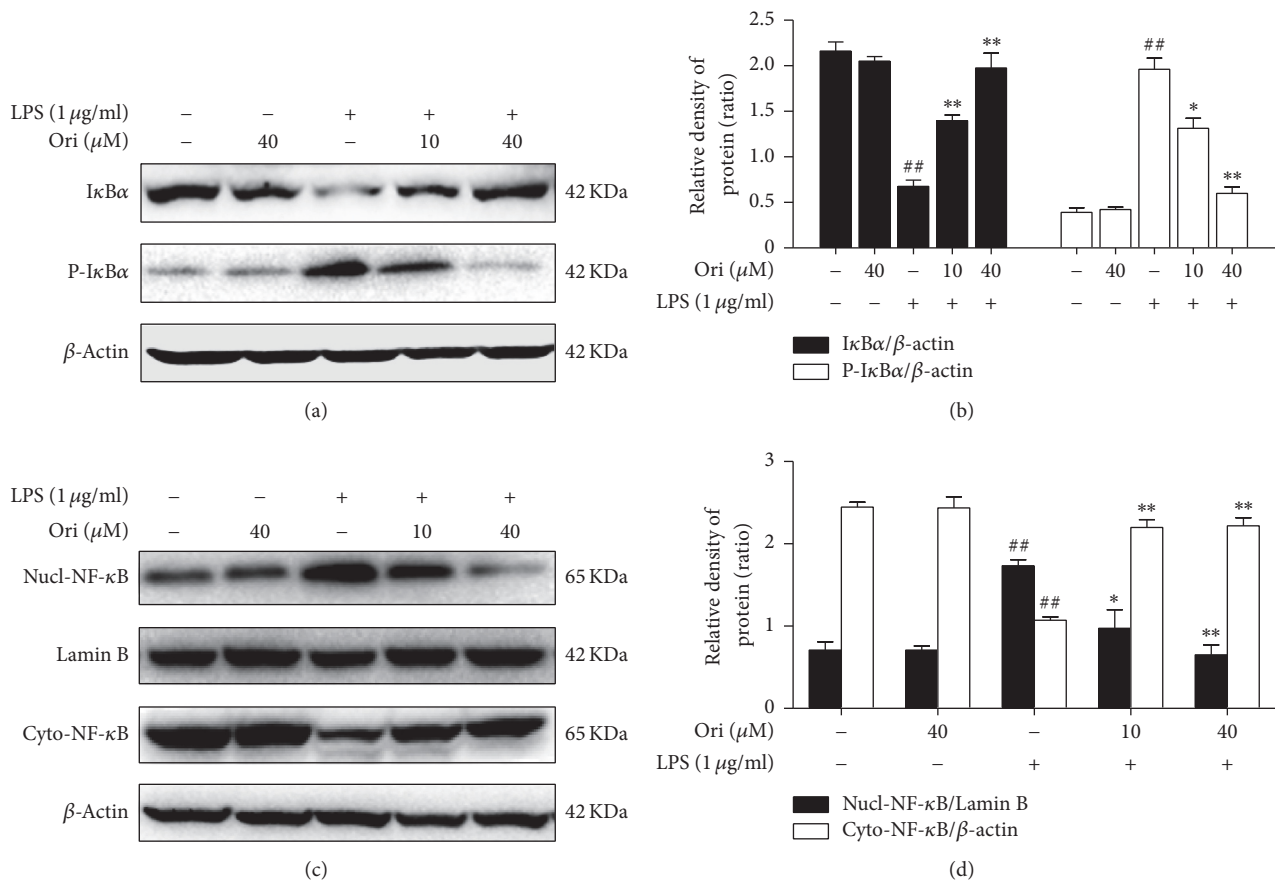 LPS (1 μg/ml) – – + + +
Ori (μM) – 40 – 10 40
IκBα 42 KDa
P-IκBα 42 KDa
β-Actin 42 KDa
(a)
Relative density of
protein (ratio)
2.5
2.0
1.5
1.0
0.5
0
## ** ** ## * **
Ori (μM) – 40 – 10 40 – 40 – 10 40
LPS (1 μg/ml) – – + + + – – + + +
IκBα/β-actin
P-IκBα/β-actin
(b)
LPS (1 μg/ml) – – + + +
Ori (μM) – 40 – 10 40
Nucl-NF-κB 65 KDa
Lamin B 42 KDa
Cyto-NF-κB 65 KDa
β-Actin 42 KDa
(c)
Relative density of
protein (ratio)
3
2
1
0
## ## * ** ** **
Ori (μM) – 40 – 10 40
LPS (1 μg/ml) – – + + +
Nucl-NF-κB/Lamin B
Cyto-NF-κB/β-actin
(d)